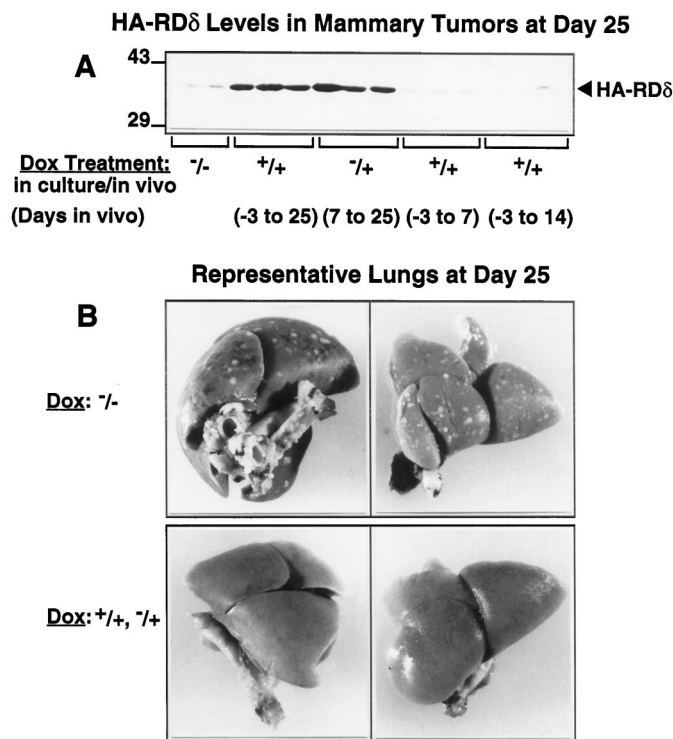 HA-RDδ Levels in Mammary Tumors at Day 25
A
43
HA-RDδ
29
Dox Treatment: -/- +/+ -/+ +/+ +/+
in culture/in vivo
(Days in vivo) (-3 to 25) (7 to 25) (-3 to 7) (-3 to 14)
Representative Lungs at Day 25
B
Dox: -/-
Dox: +/+, -/+